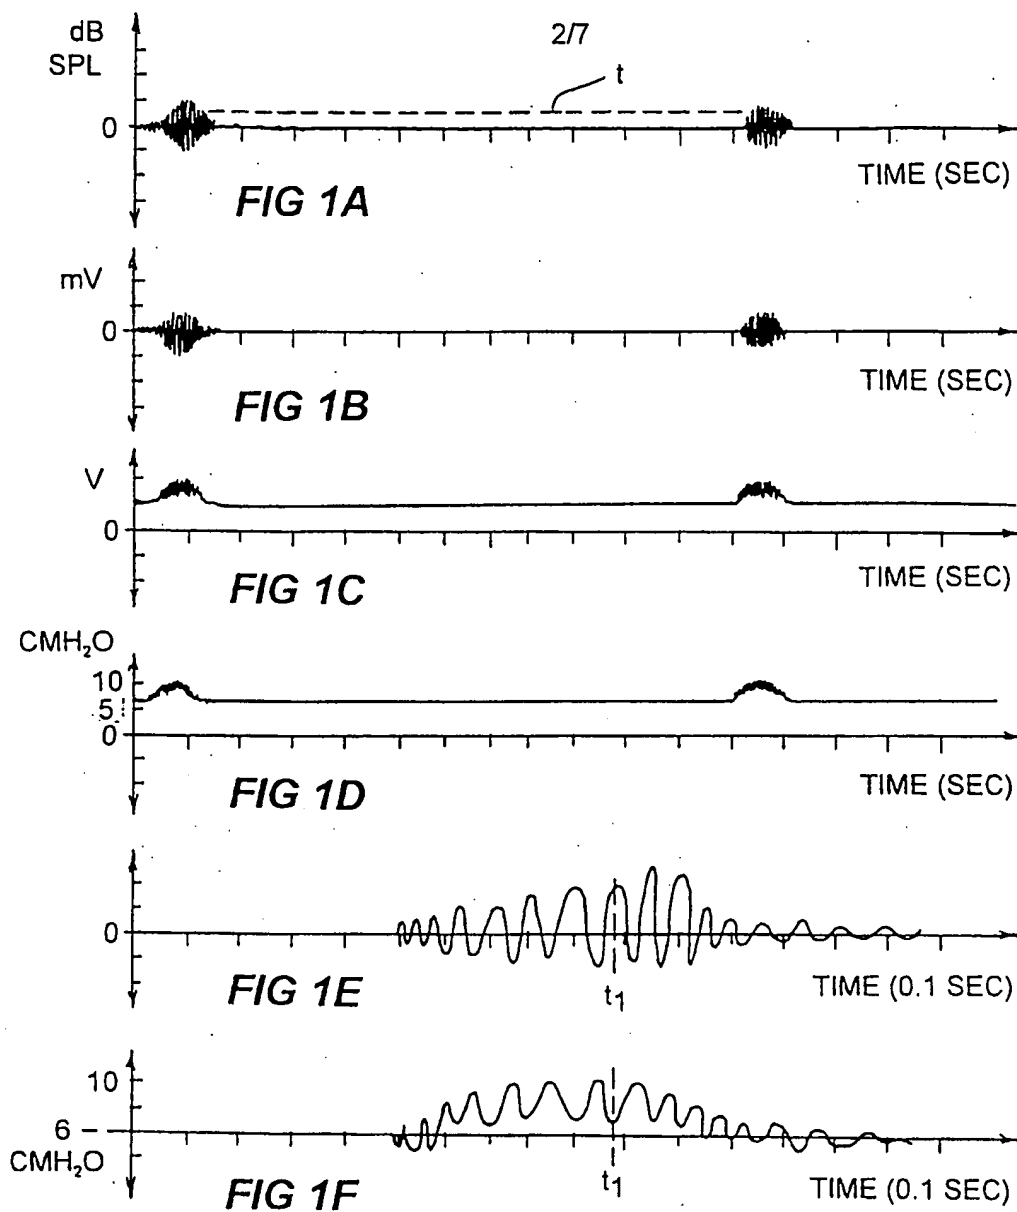 2/7
dB
SPL
t
0
TIME (SEC)
FIG 1A
mV
0
TIME (SEC)
FIG 1B
V
0
TIME (SEC)
FIG 1C
CMH₂O
10
5
0
TIME (SEC)
FIG 1D
0
t₁
TIME (0.1 SEC)
FIG 1E
10
6
CMH₂O
t₁
TIME (0.1 SEC)
FIG 1F